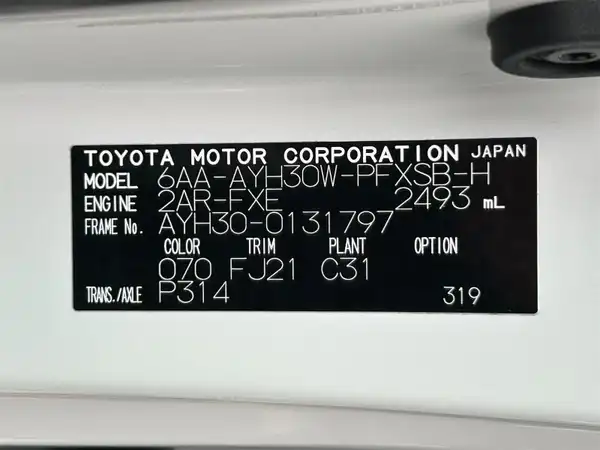 TOYOTA MOTOR CORPORATION JAPAN
MODEL 6AA-AYH30W-PFXSB-H
ENGINE 2AR-FXE 2493 mL
FRAME No. AYH30-0131797
COLOR TRIM PLANT OPTION
070 FJ21 C31
TRANS./AXLE P314 319